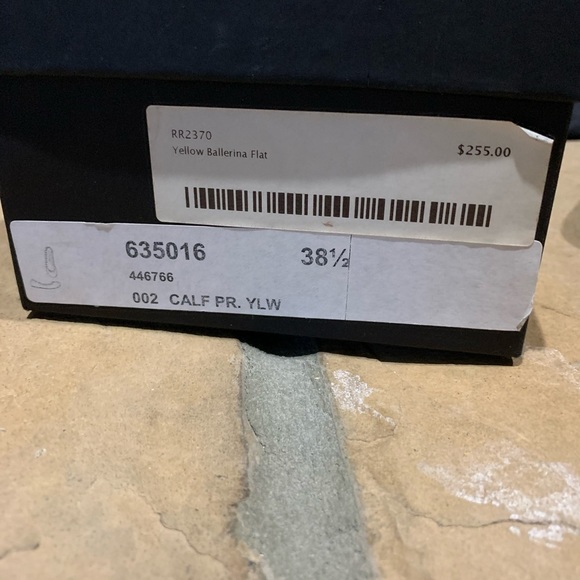 RR2370
Yellow Ballerina Flat $255.00
635016 38½
446766
002 CALF PR. YLW